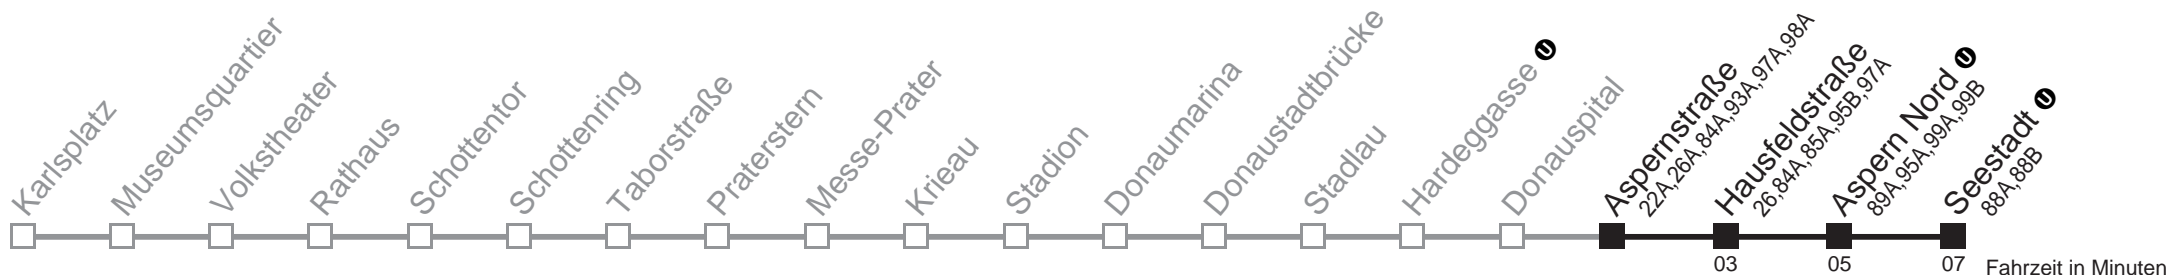 Karlsplatz
Museumsquartier
Volkstheater
Rathaus
Schottentor
Schottenring
Taborstraße
Praterstern
Messe-Prater
Krieau
Stadion
Donaumarina
Donaustadtbrücke
Stadlau
Hardeggasse U
Donauspital
Aspernstraße
22A,26A,84A,93A,97A,98A
Hausfeldstraße
26,84A,85A,95B,97A
Aspern Nord U
89A,95A,99A,99B
Seestadt U
88A,88B
03 05 07 Fahrzeit in Minuten